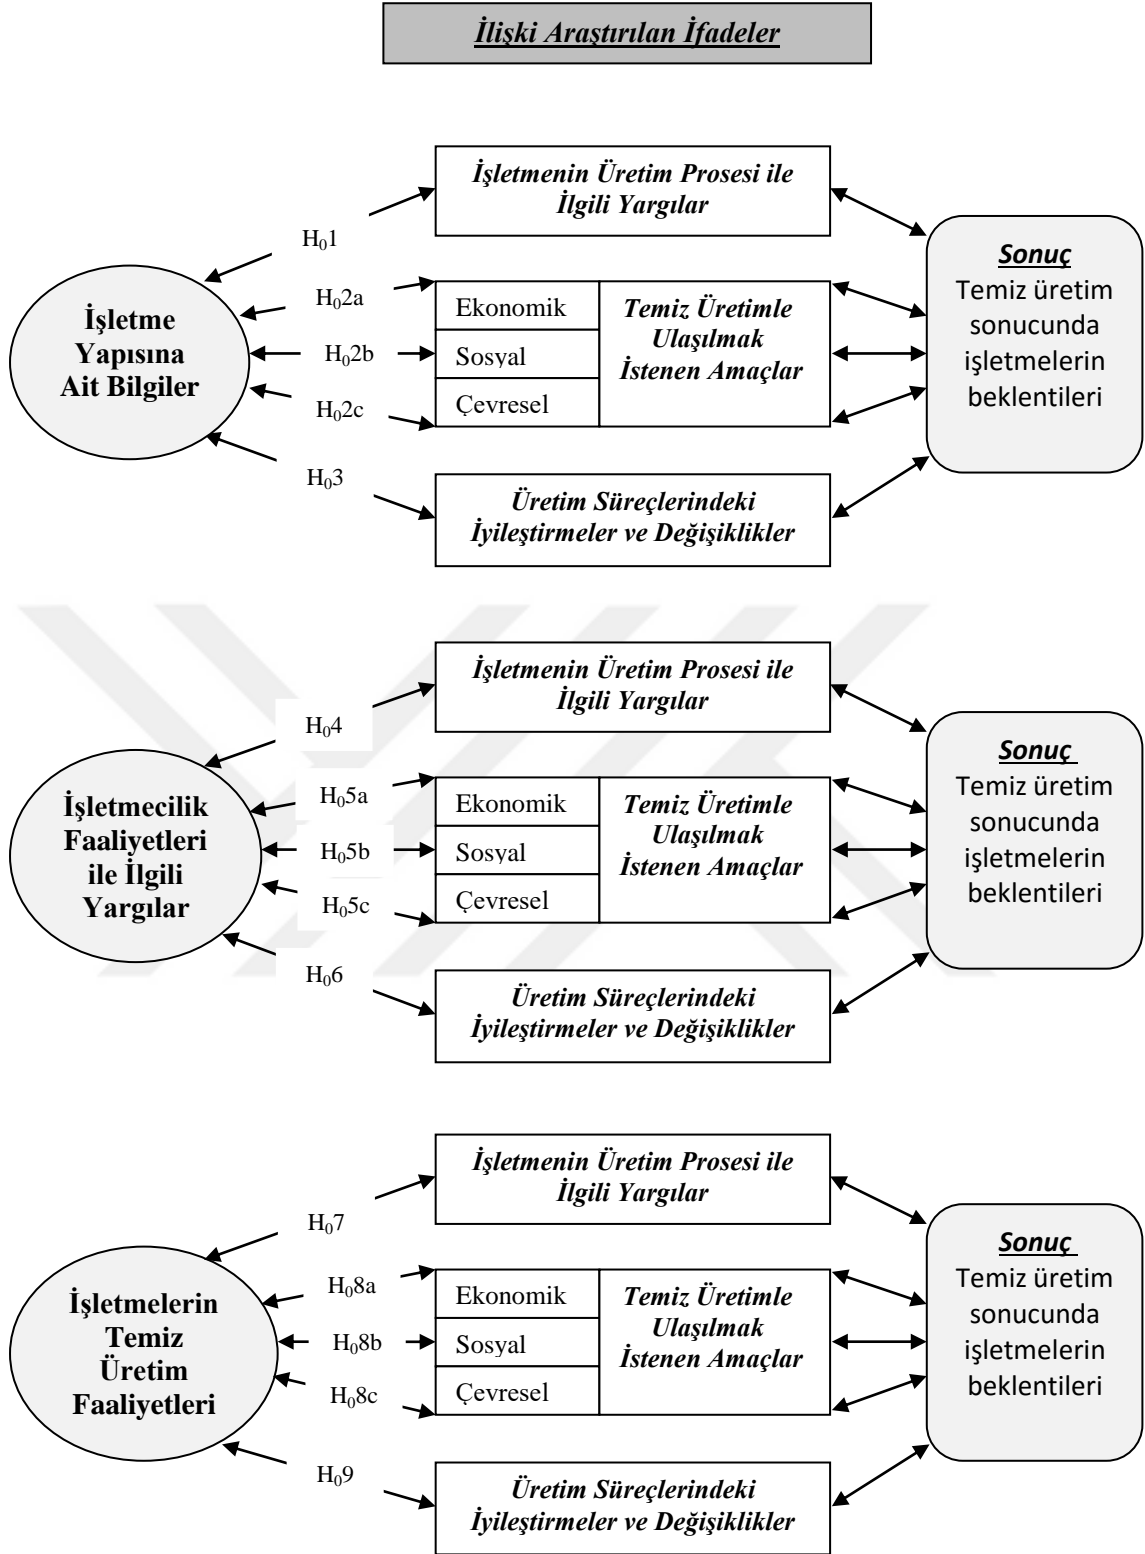 İlişki Araştırılan İfadeler
İşletme
Yapısına
Ait Bilgiler
H₀1
H₀2a
H₀2b
H₀2c
H₀3
İşletmenin Üretim Prosesi ile
İlgili Yargılar
Ekonomik
Sosyal
Çevresel
Temiz Üretimle
Ulaşılmak
İstenen Amaçlar
Üretim Süreçlerindeki
İyileştirmeler ve Değişiklikler
Sonuç
Temiz üretim
sonucunda
işletmelerin
beklentileri
İşletmecilik
Faaliyetleri
ile İlgili
Yargılar
H₀4
H₀5a
H₀5b
H₀5c
H₀6
İşletmenin Üretim Prosesi ile
İlgili Yargılar
Ekonomik
Sosyal
Çevresel
Temiz Üretimle
Ulaşılmak
İstenen Amaçlar
Üretim Süreçlerindeki
İyileştirmeler ve Değişiklikler
Sonuç
Temiz üretim
sonucunda
işletmelerin
beklentileri
İşletmelerin
Temiz
Üretim
Faaliyetleri
H₀7
H₀8a
H₀8b
H₀8c
H₀9
İşletmenin Üretim Prosesi ile
İlgili Yargılar
Ekonomik
Sosyal
Çevresel
Temiz Üretimle
Ulaşılmak
İstenen Amaçlar
Üretim Süreçlerindeki
İyileştirmeler ve Değişiklikler
Sonuç
Temiz üretim
sonucunda
işletmelerin
beklentileri